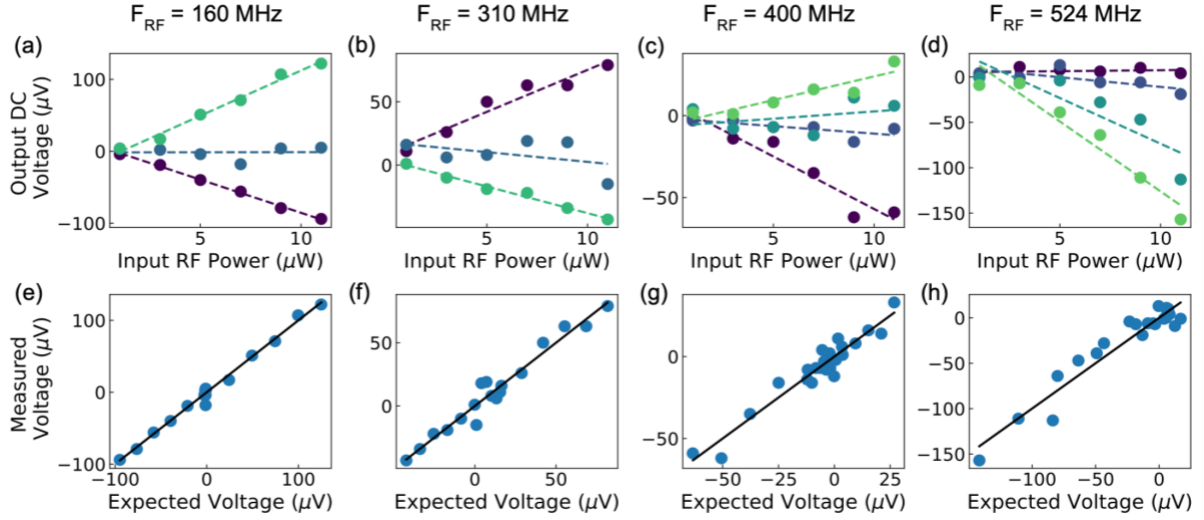 F_RF = 160 MHz F_RF = 310 MHz F_RF = 400 MHz F_RF = 524 MHz
(a) (b) (c) (d)
Output DC
Voltage (μV)
100
0
−100
5 10
Input RF Power (μW)
50
0
5 10
Input RF Power (μW)
0
−50
5 10
Input RF Power (μW)
0
−50
−100
−150
5 10
Input RF Power (μW)
(e) (f) (g) (h)
Measured
Voltage (μV)
100
0
−100
−100 0 100
Expected Voltage (μV)
50
0
0 50
Expected Voltage (μV)
0
−50
−50 −25 0 25
Expected Voltage (μV)
0
−50
−100
−150
−100 −50 0
Expected Voltage (μV)